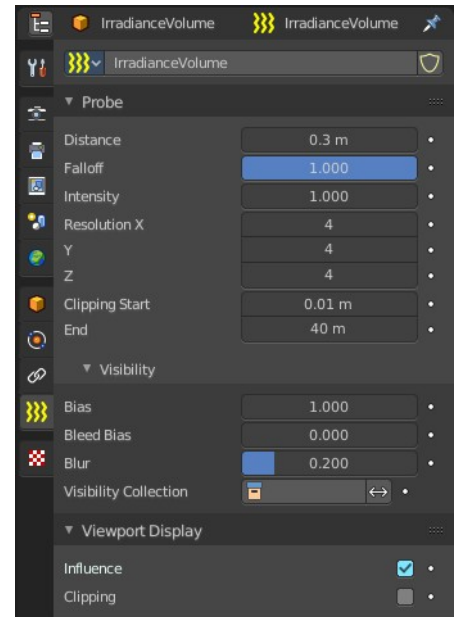 IrradianceVolume IrradianceVolume
IrradianceVolume
Probe
Distance 0.3 m
Falloff 1.000
Intensity 1.000
Resolution X 4
Y 4
Z 4
Clipping Start 0.01 m
End 40 m
Visibility
Bias 1.000
Bleed Bias 0.000
Blur 0.200
Visibility Collection
Viewport Display
Influence
Clipping